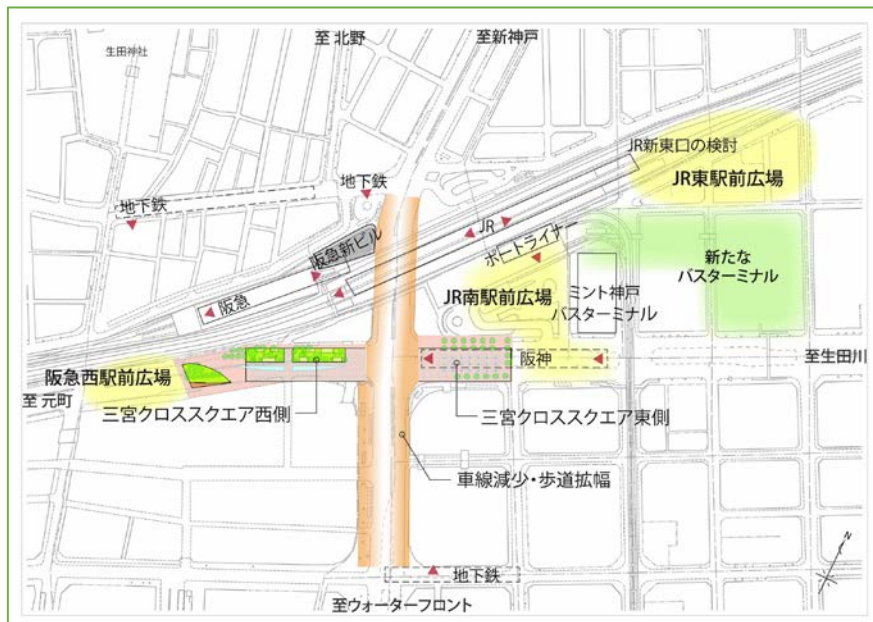 至 北野
至新神戸
生田神社
JR新東口の検討
JR東駅前広場
地下鉄
地下鉄
JR
阪急新ビル
ポートライナー
新たな
バスターミナル
阪急
JR南駅前広場
ミント神戸
バスターミナル
阪神
至生田川
阪急西駅前広場
至 元町
三宮クロススクエア西側
三宮クロススクエア東側
車線減少・歩道拡幅
地下鉄
至ウォーターフロント
N